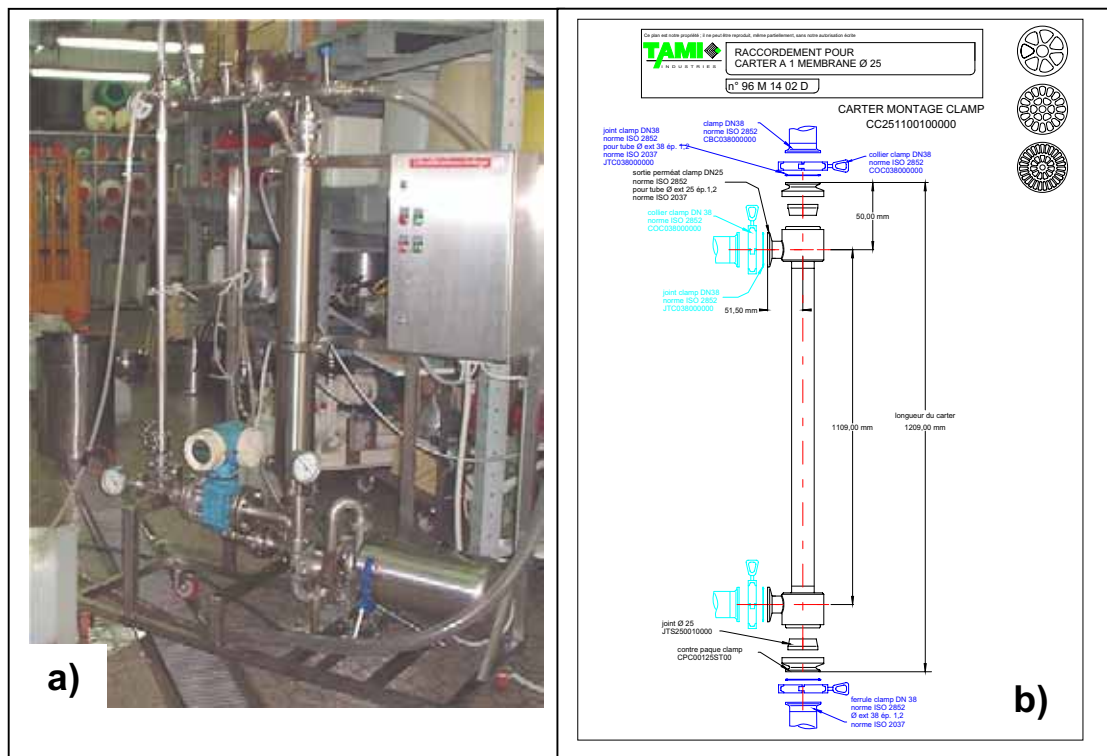 a)
Ce plan est notre propriété ; il ne peut être reproduit, même partiellement, sans notre autorisation écrite
TAMI
INDUSTRIES
RACCORDEMENT POUR
CARTER A 1 MEMBRANE Ø 25
n° 96 M 14 02 D
CARTER MONTAGE CLAMP
CC251100100000
joint clamp DN38
norme ISO 2852
pour tube Ø ext 38 ép. 1,2
norme ISO 2037
JTC038000000
clamp DN38
norme ISO 2852
CBC038000000
collier clamp DN38
norme ISO 2852
COC038000000
sortie perméat clamp DN25
norme ISO 2852
pour tube Ø ext 25 ép.1,2
norme ISO 2037
collier clamp DN 38
norme ISO 2852
COC038000000
50,00 mm
joint clamp DN38
norme ISO 2852
JTC038000000
51,50 mm
1109,00 mm
longueur du carter
1209,00 mm
joint Ø 25
JTS250010000
contre paque clamp
CPC00125ST00
ferrule clamp DN 38
norme ISO 2852
Ø ext 38 ép. 1,2
norme ISO 2037
b)